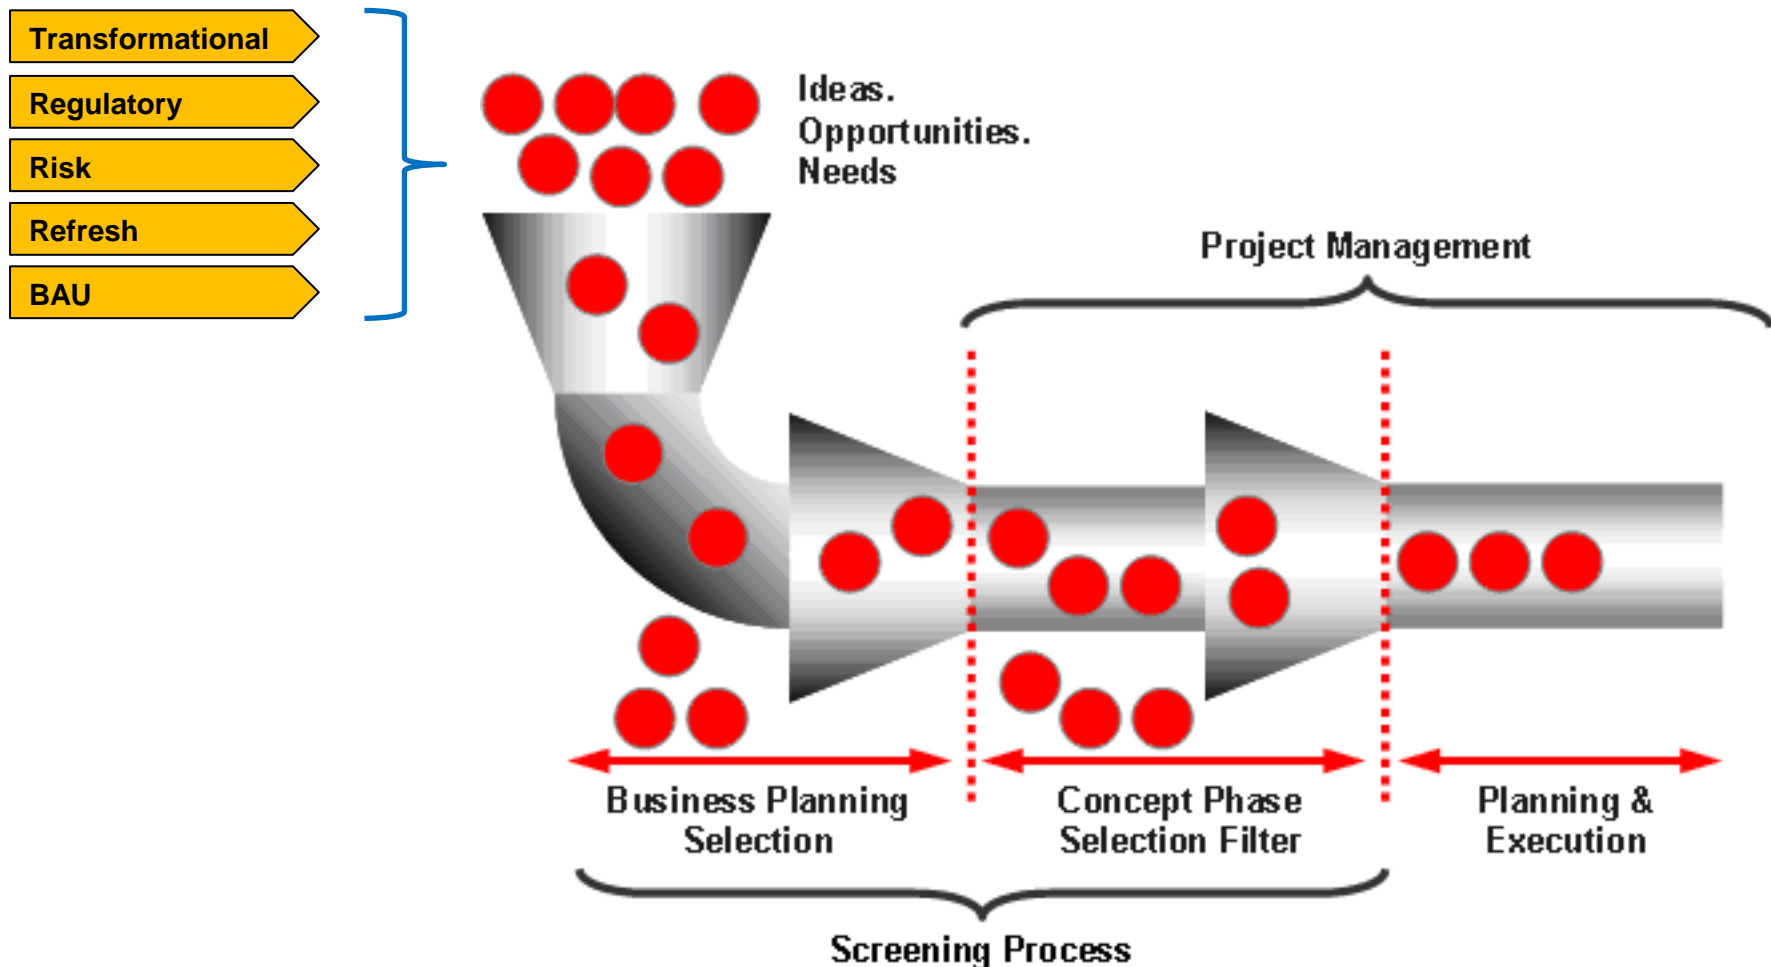 Transformational
Regulatory
Risk
Refresh
BAU
Ideas.
Opportunities.
Needs
Project Management
Business Planning
Selection
Concept Phase
Selection Filter
Planning &
Execution
Screening Process